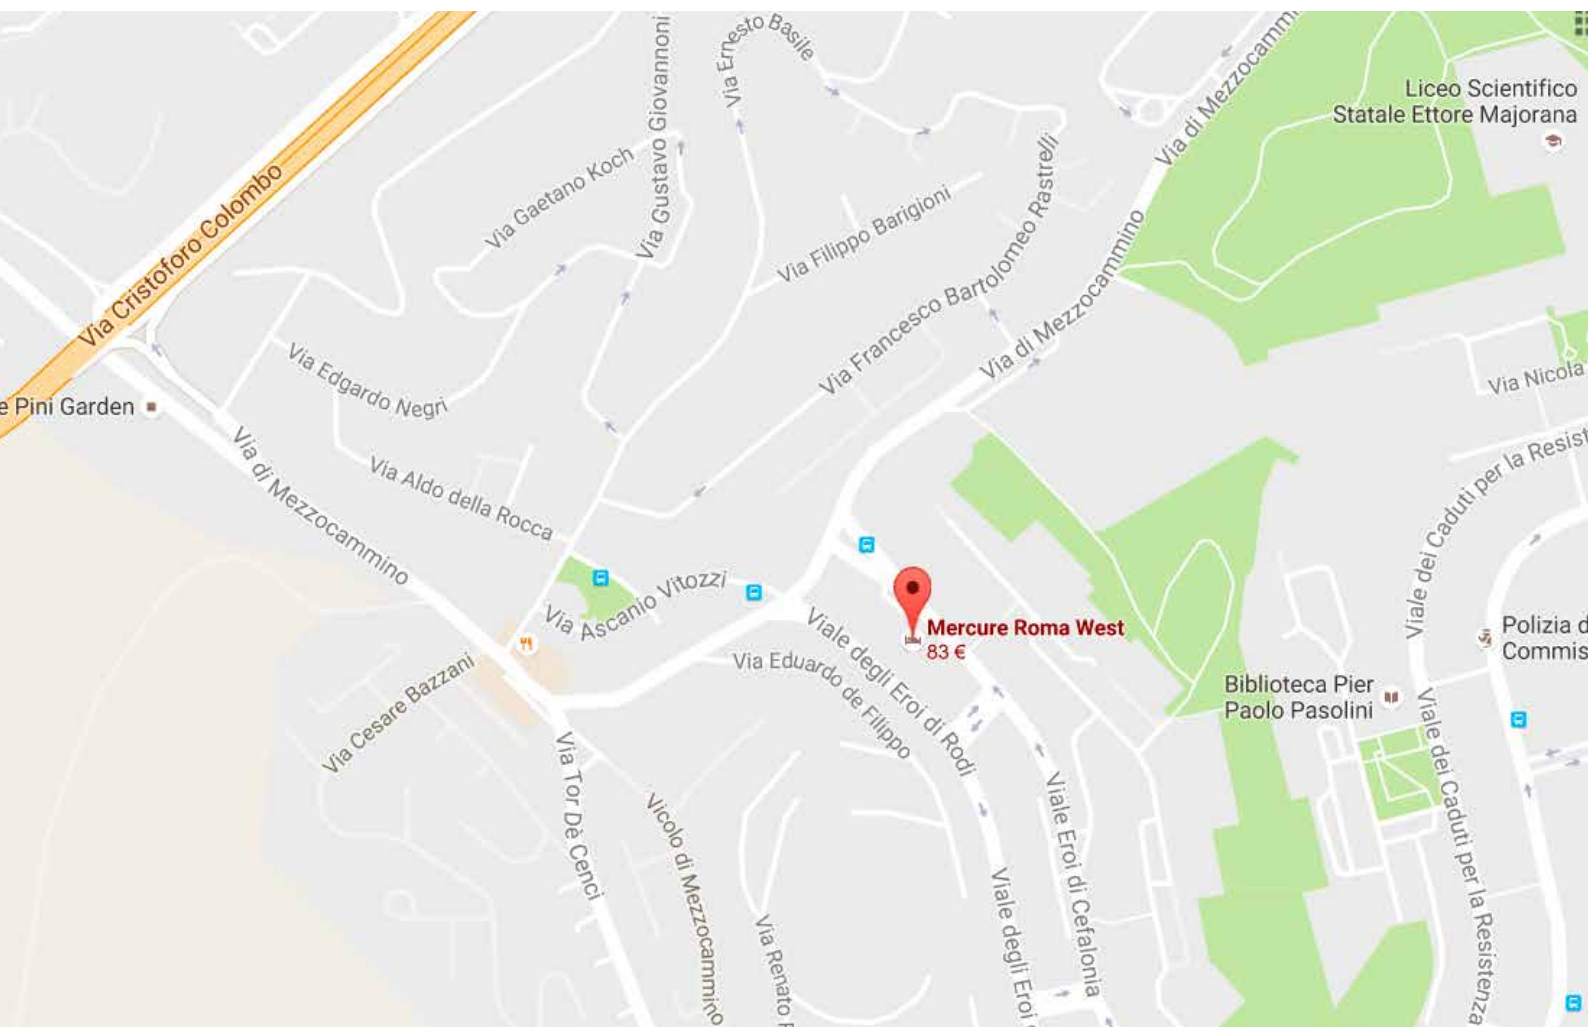 Via Ernesto Basile
Via di Mezzocamm
Via Gustavo Giovannoni
Liceo Scientifico
Statale Ettore Majorana
Via Gaetano Koch
Via Cristoforo Colombo
Via Filippo Barigioni
Via Francesco Bartolomeo Rastrelli
Via di Mezzocammino
Via Edgardo Negri
Via Nicola
e Pini Garden
Via di Mezzocammino
Via Aldo della Rocca
Viale dei Caduti per la Resist
Via Ascanio Vitozzi
Mercure Roma West
83 €
Viale degli Eroi di Rodi
Polizia d
Commis
Via Eduardo de Filippo
Via Cesare Bazzani
Biblioteca Pier
Paolo Pasolini
Via Tor Dè Cenci
Viale Eroi di Cefalonia
Viale dei Caduti per la Resistenza
Vicolo di Mezzocammino
Viale degli Eroi
Via Renato